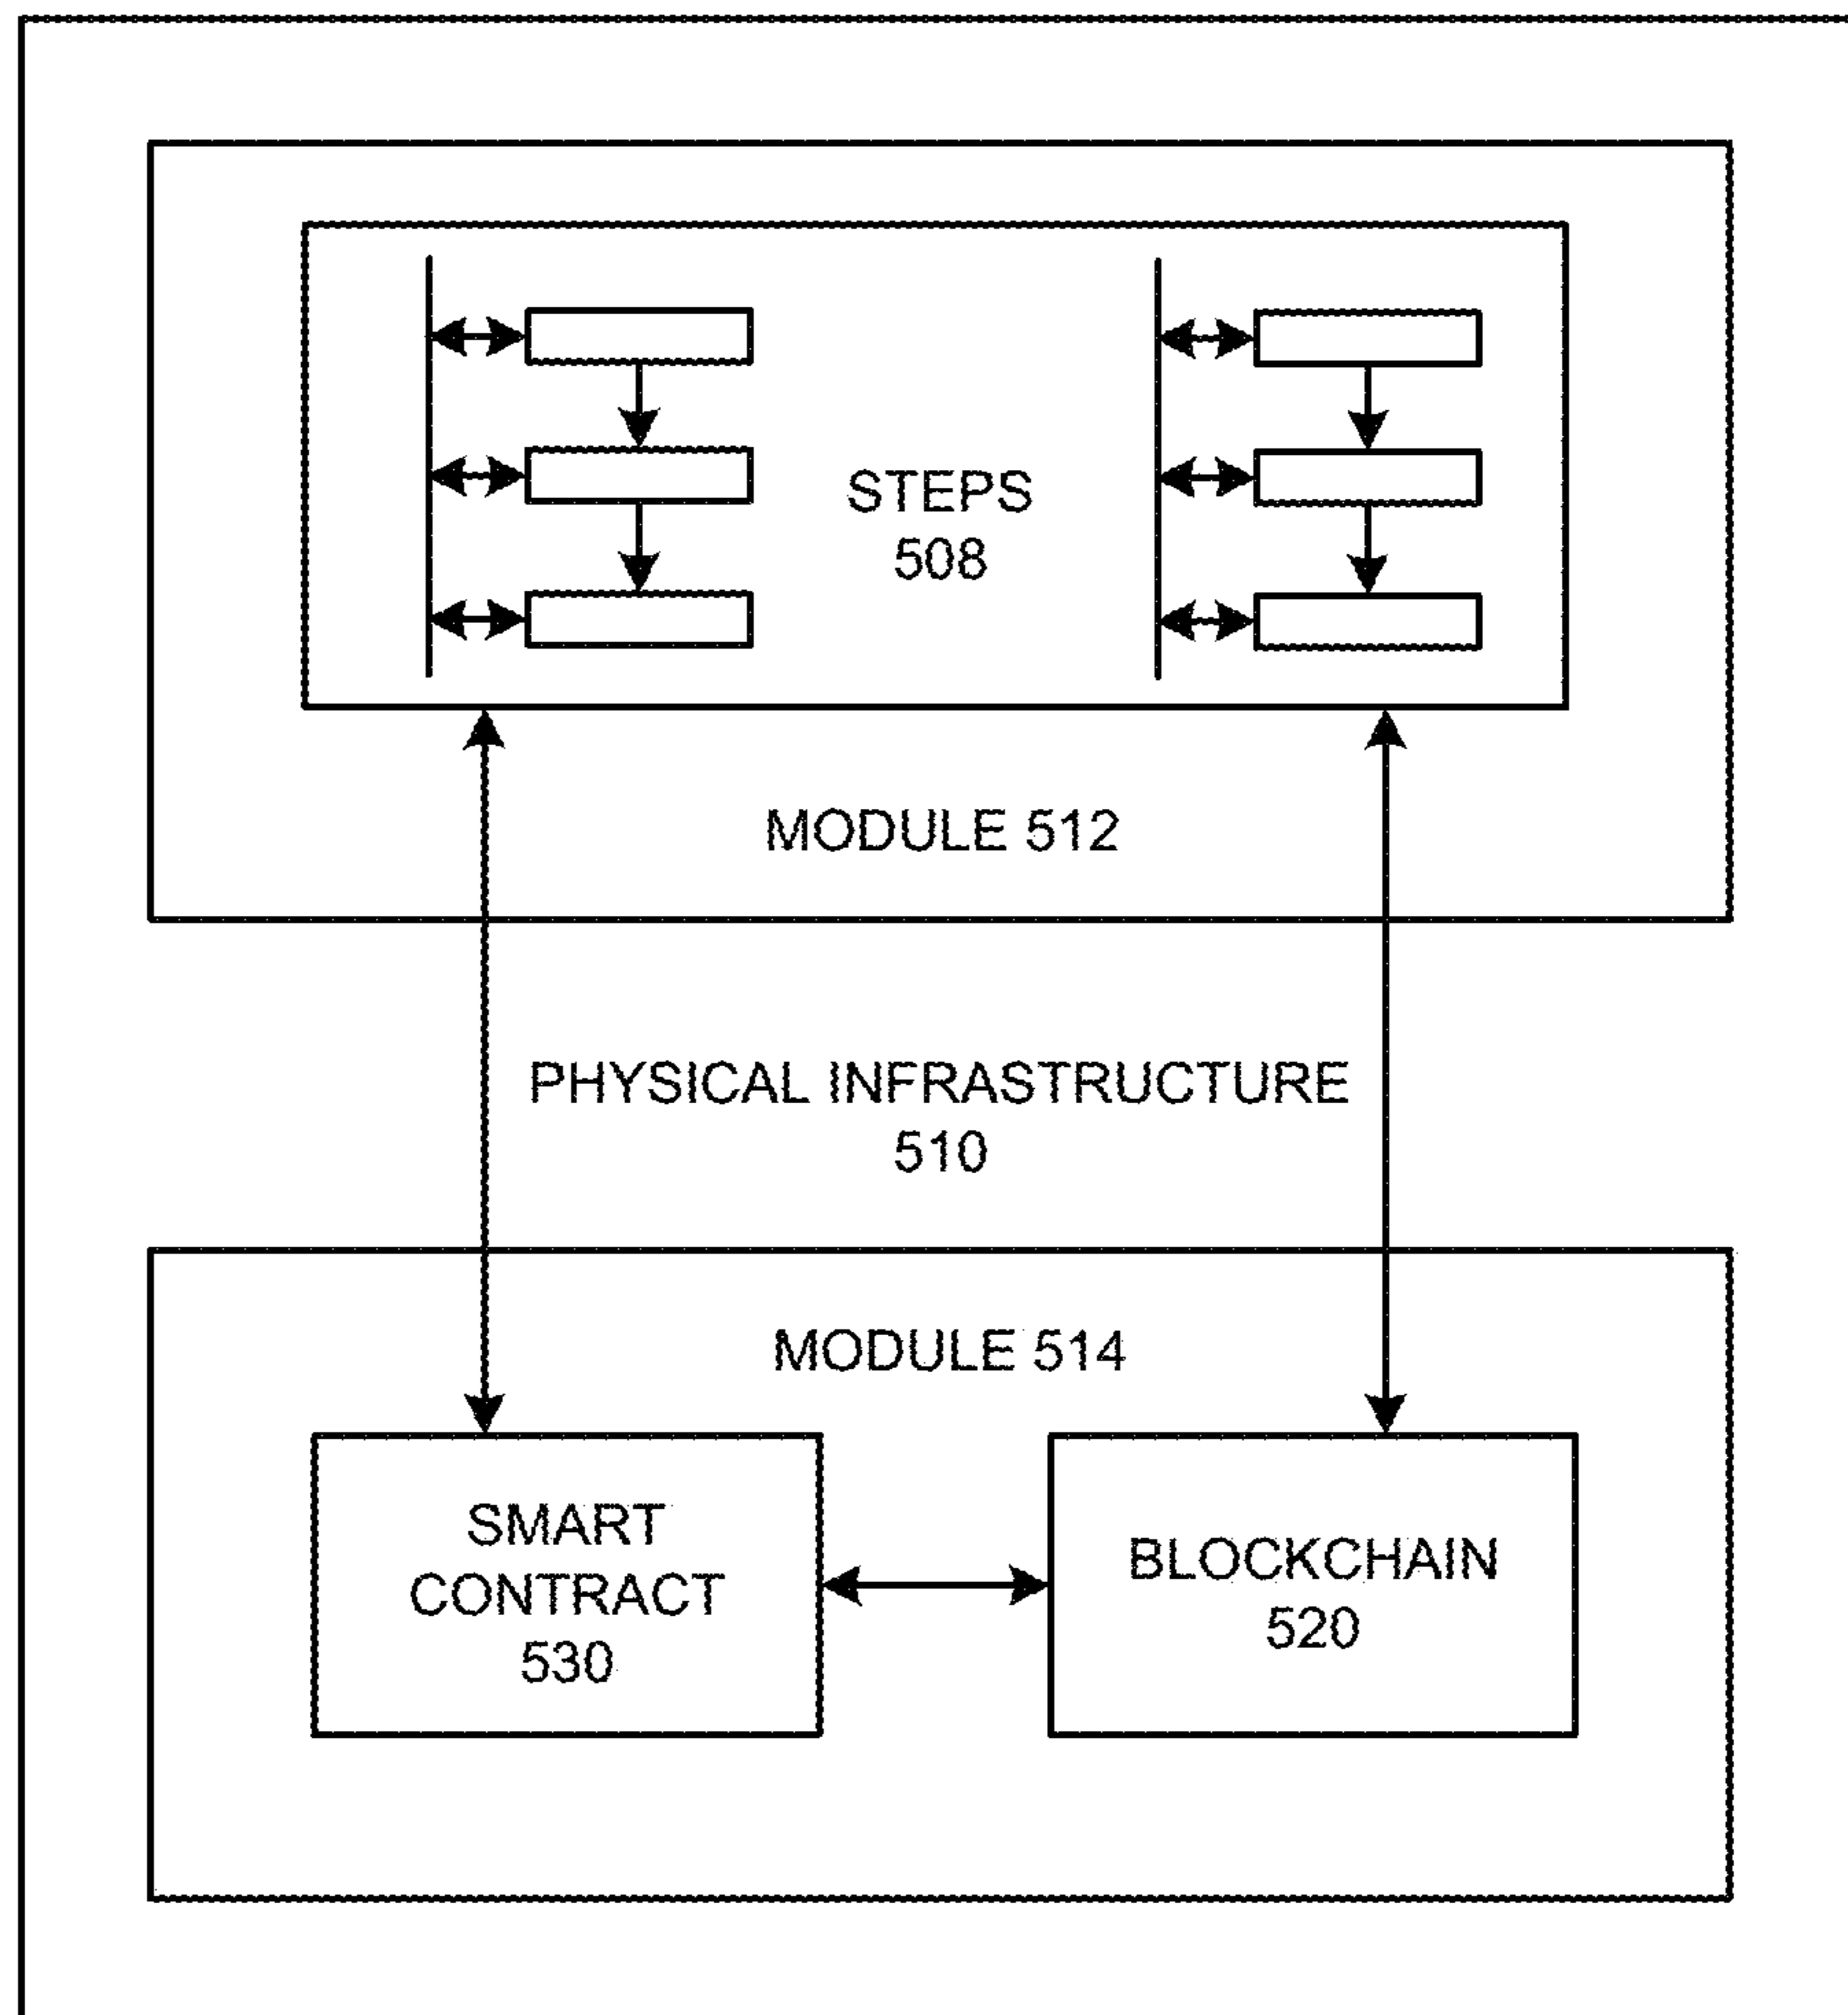 STEPS
508
MODULE 512
PHYSICAL INFRASTRUCTURE
510
MODULE 514
SMART
CONTRACT
530
BLOCKCHAIN
520